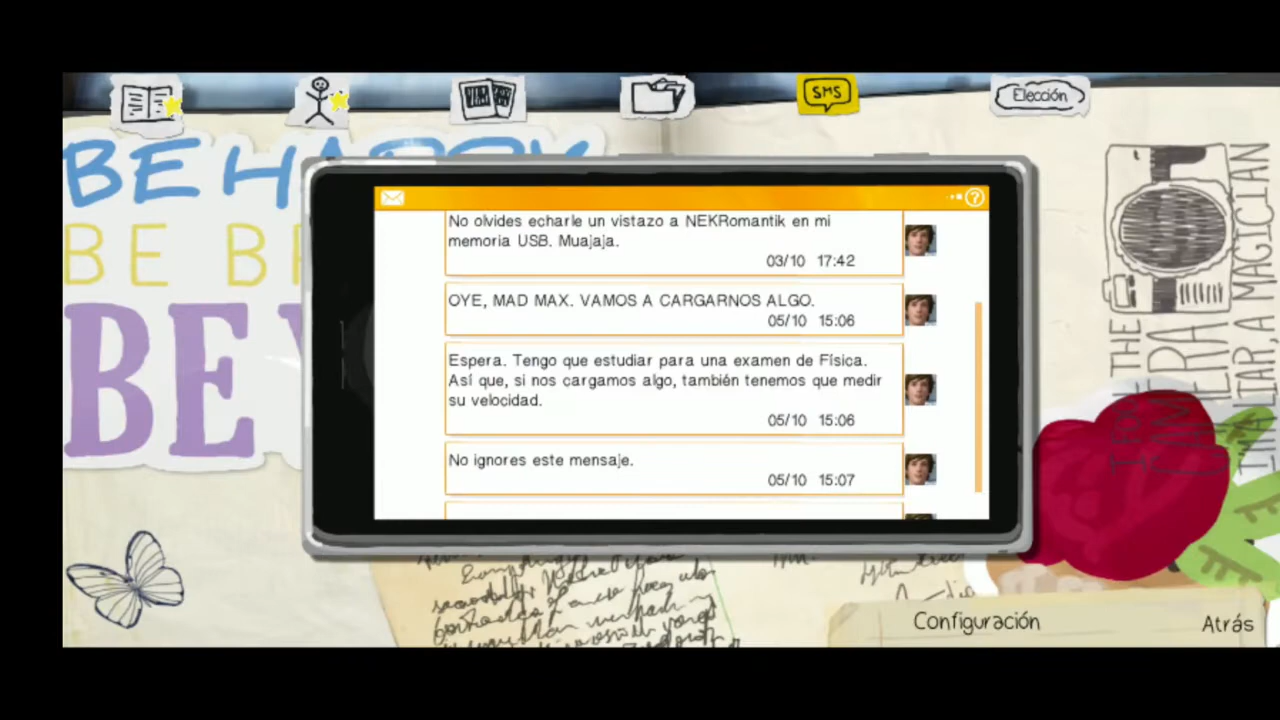 SMS
Elección
BE HAPPY
BE
BE
No olvides echarle un vistazo a NEKRomantik en mi
memoria USB. Muajaja.
03/10 17:42
OYE, MAD MAX. VAMOS A CARGARNOS ALGO.
05/10 15:06
Espera. Tengo que estudiar para una examen de Física.
Así que, si nos cargamos algo, también tenemos que medir
su velocidad.
05/10 15:06
No ignores este mensaje.
05/10 15:07
THE
A MAGICIAN
Configuración
Atrás